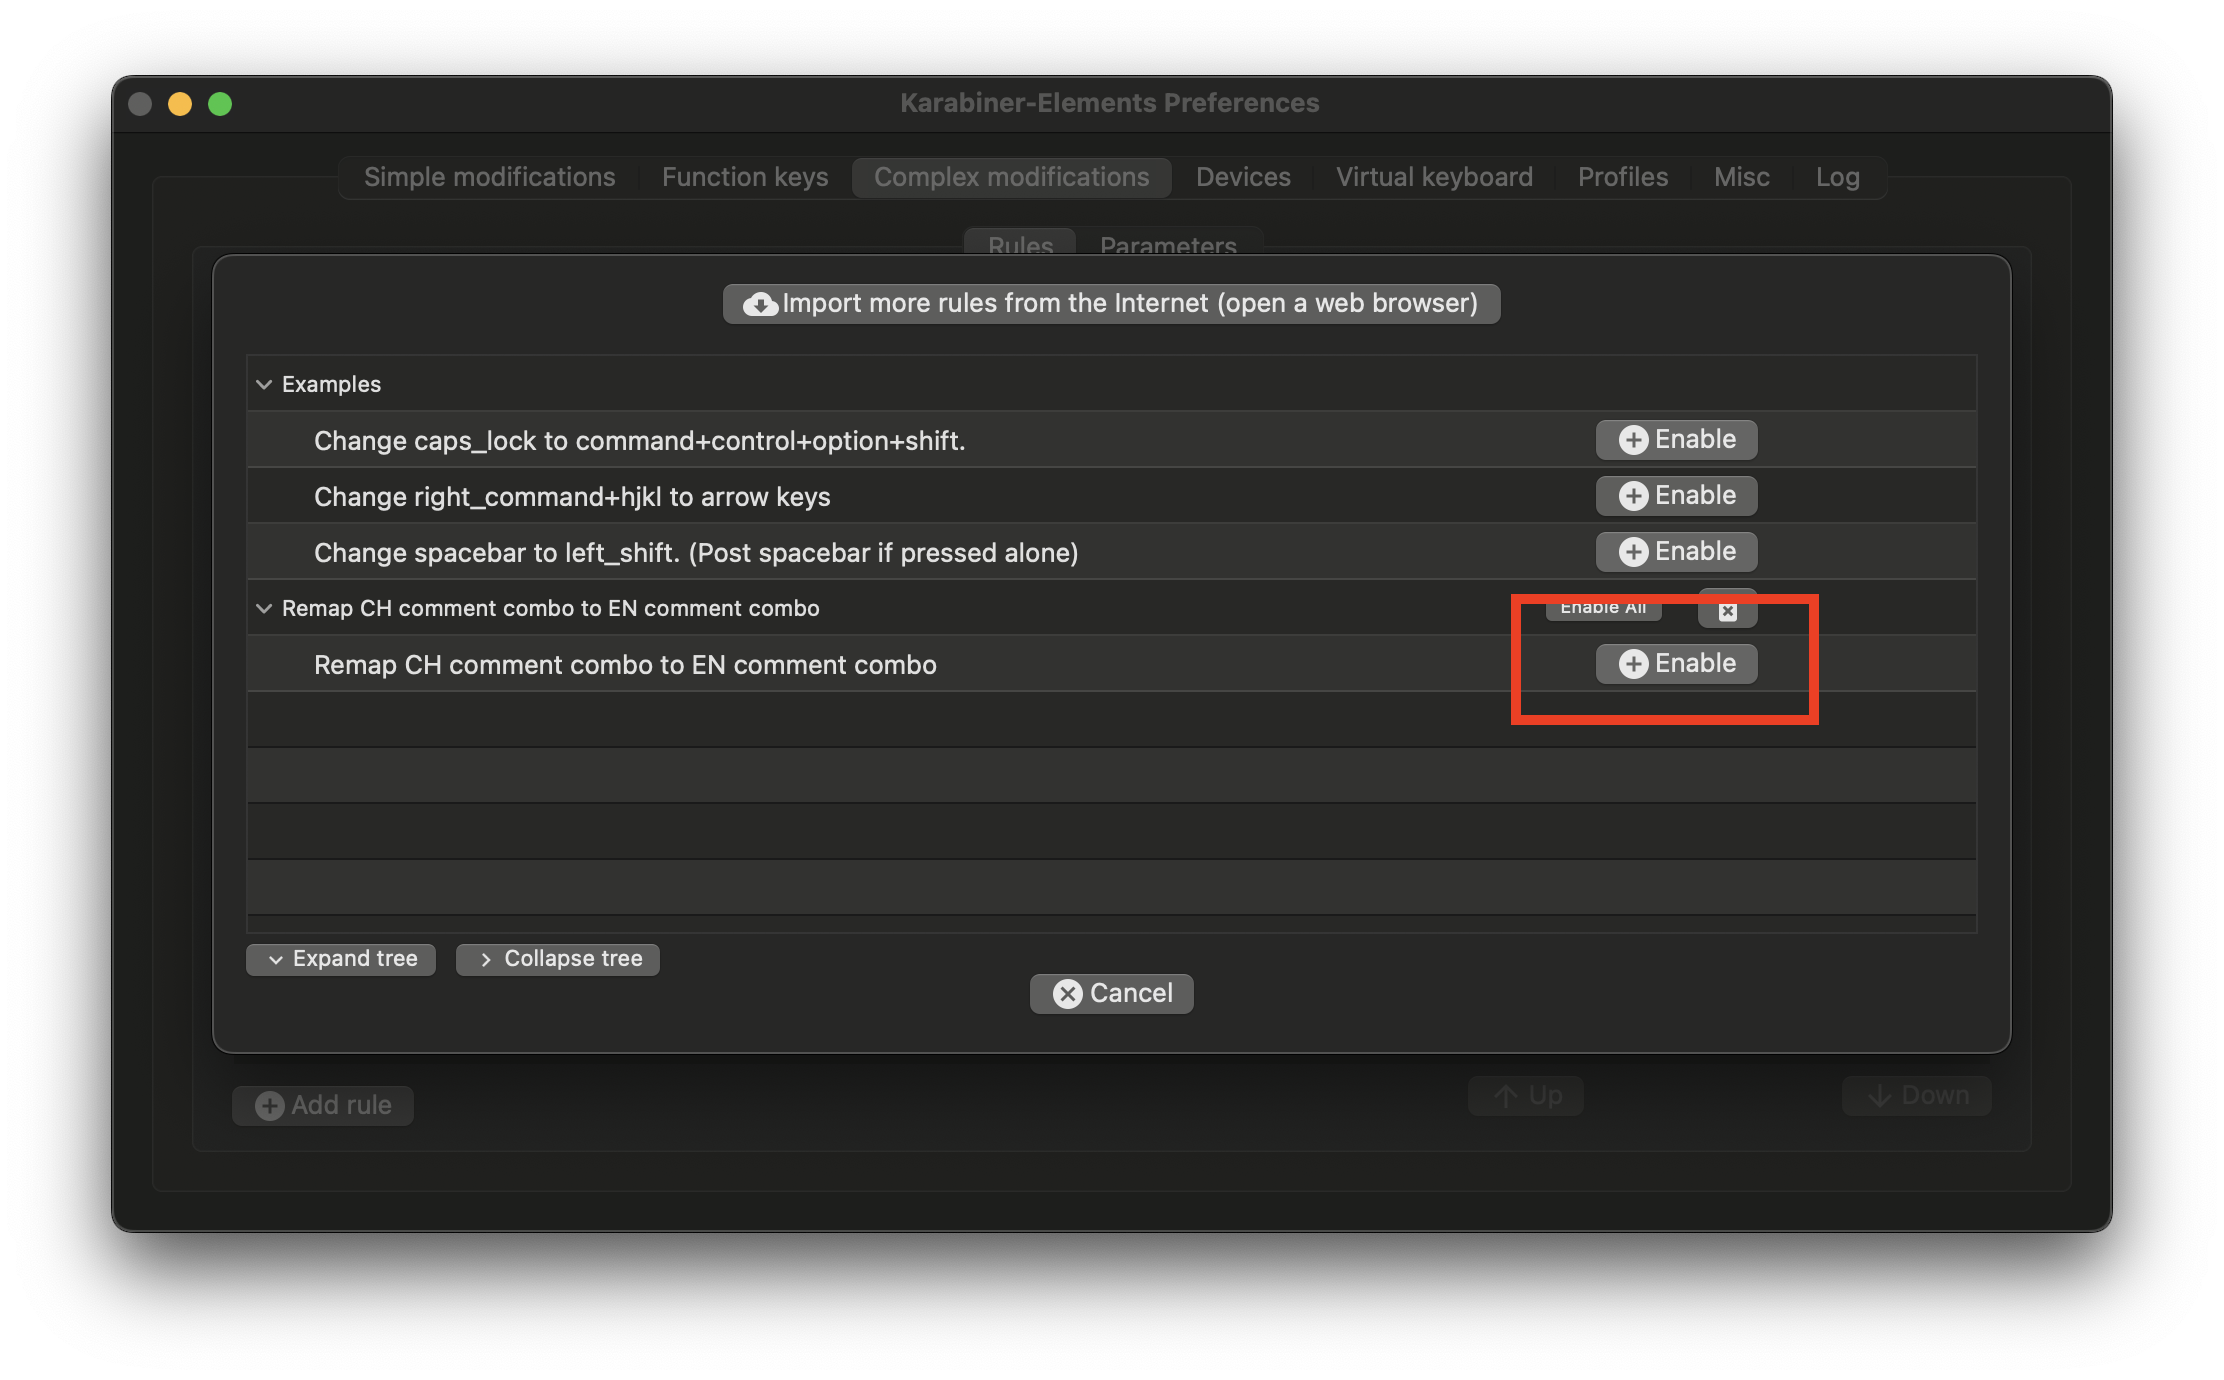 Karabiner-Elements Preferences
Simple modifications Function keys Complex modifications Devices Virtual keyboard Profiles Misc Log
Rules Parameters
Import more rules from the Internet (open a web browser)
Examples
Change caps_lock to command+control+option+shift. Enable
Change right_command+hjkl to arrow keys Enable
Change spacebar to left_shift. (Post spacebar if pressed alone) Enable
Remap CH comment combo to EN comment combo Enable All
Remap CH comment combo to EN comment combo Enable
Expand tree Collapse tree
Cancel
Add rule Up Down